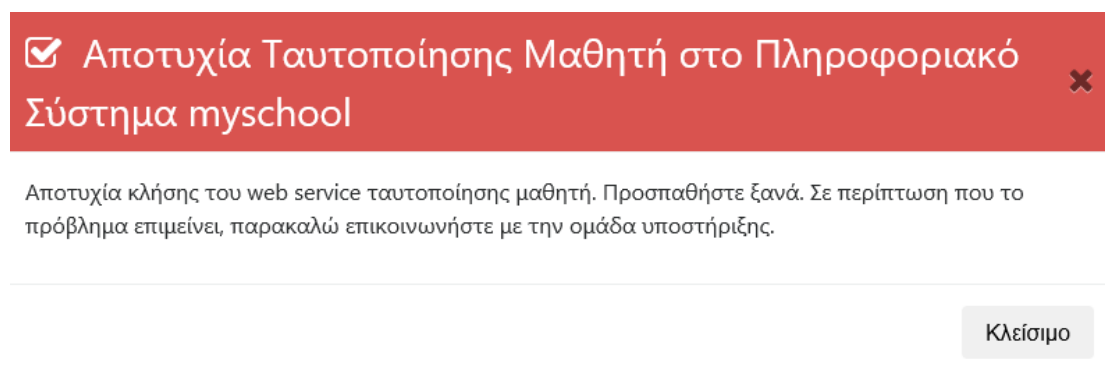 Αποτυχία Ταυτοποίησης Μαθητή στο Πληροφοριακό
Σύστημα myschool
Αποτυχία κλήσης του web service ταυτοποίησης μαθητή. Προσπαθήστε ξανά. Σε περίπτωση που το
πρόβλημα επιμείνει, παρακαλώ επικοινωνήστε με την ομάδα υποστήριξης.
Κλείσιμο